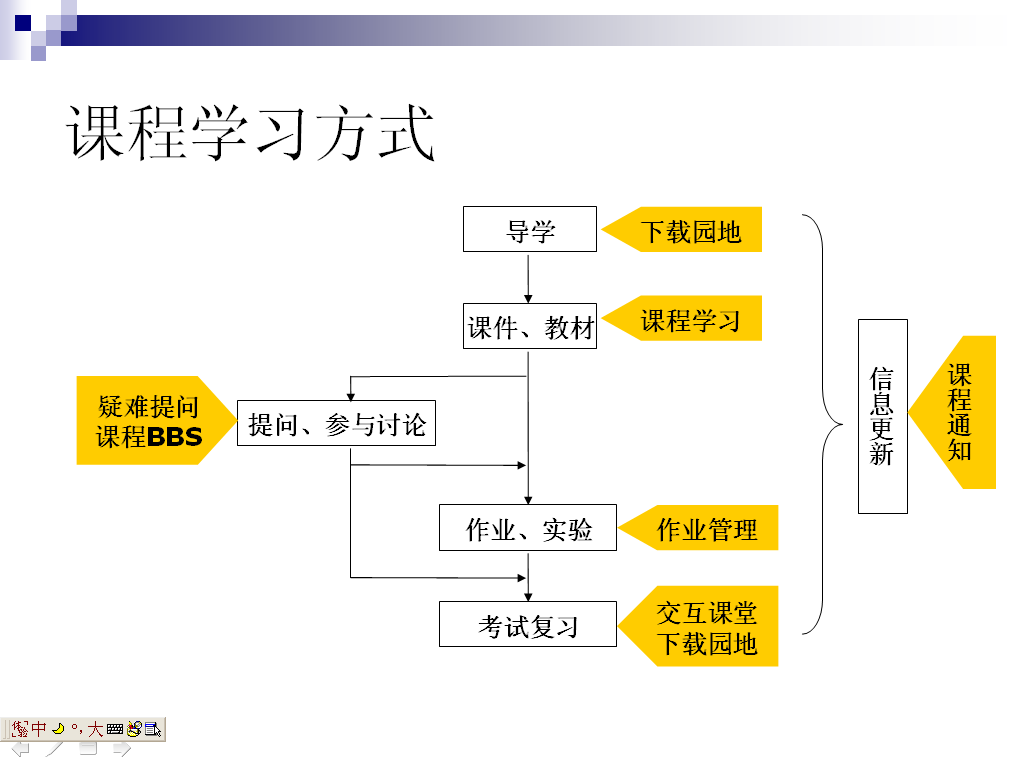 课程学习方式
导学
下载园地
课件、教材
课程学习
疑难提问
课程BBS
提问、参与讨论
信息更新
课程通知
作业、实验
作业管理
考试复习
交互课堂
下载园地
中
大